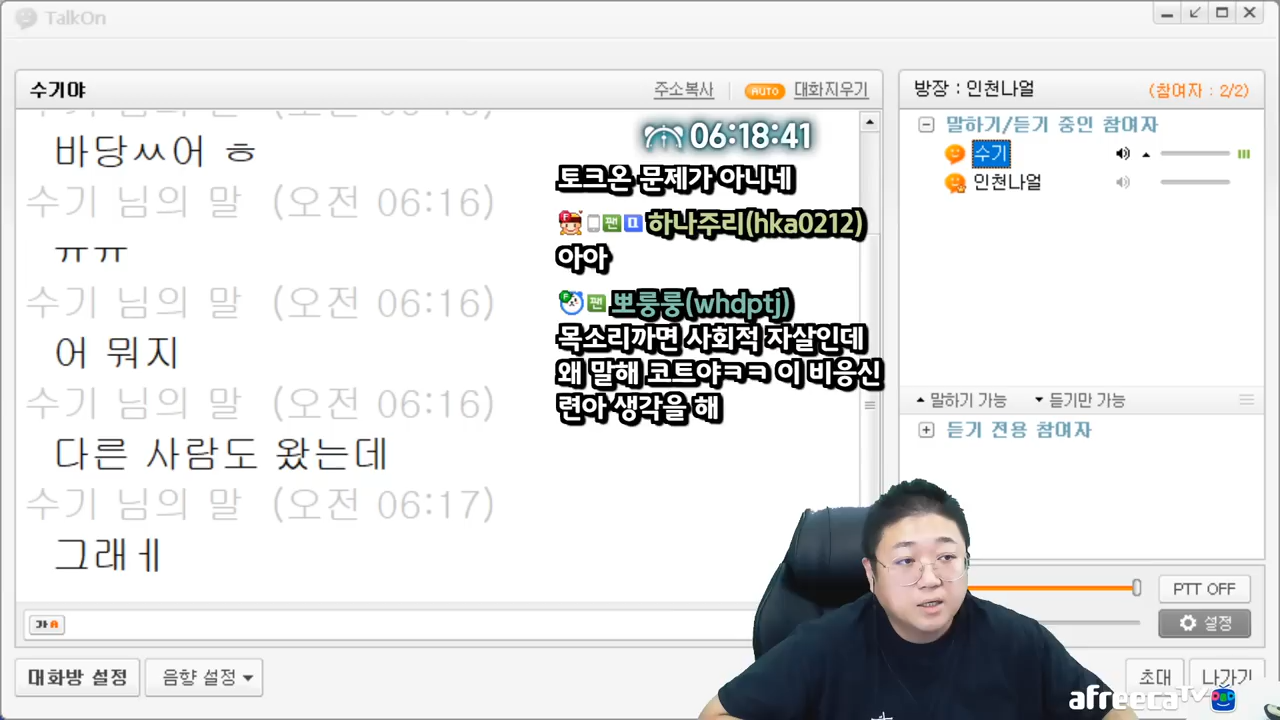 TalkOn
수기야
주소복사
AUTO
대화지우기
바당ㅆ어 ㅎ
수기 님의 말 (오전 06:16)
ㅠㅠ
수기 님의 말 (오전 06:16)
어 뭐지
수기 님의 말 (오전 06:16)
다른 사람도 왔는데
수기 님의 말 (오전 06:17)
그래ㅔ
06:18:41
토크온 문제가 아니네
팬 하나주리(hka0212)
아아
팬 뽀룽룽(whdptj)
목소리까면 사회적 자살인데
왜 말해 코트야ㅋㅋ 이 비응신
련아 생각을 해
방장 : 인천나얼
(참여자 : 2/2)
말하기/듣기 중인 참여자
수기
인천나얼
말하기 가능
듣기만 가능
듣기 전용 참여자
PTT OFF
설정
가A
대화방 설정
음향 설정
초대
나가기
afreecaTV